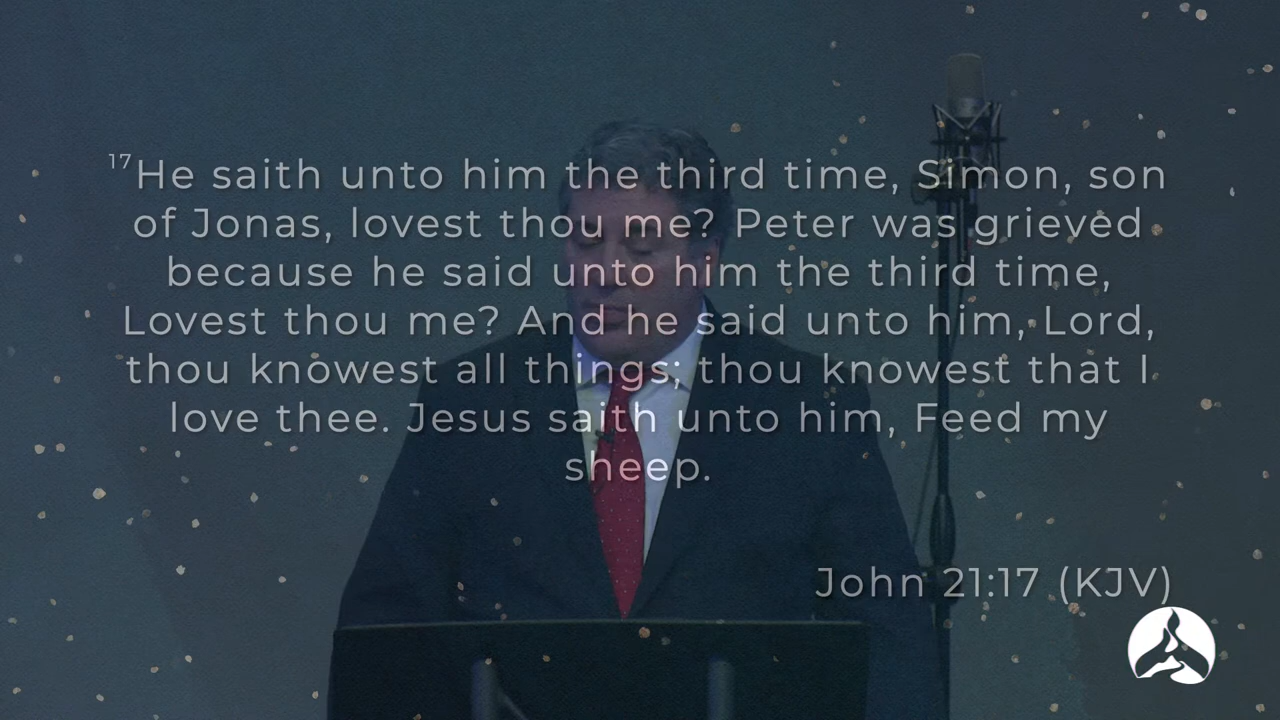 17He saith unto him the third time, Simon, son
of Jonas, lovest thou me? Peter was grieved
because he said unto him the third time,
Lovest thou me? And he said unto him, Lord,
thou knowest all things; thou knowest that I
love thee. Jesus saith unto him, Feed my
sheep.
John 21:17 (KJV)